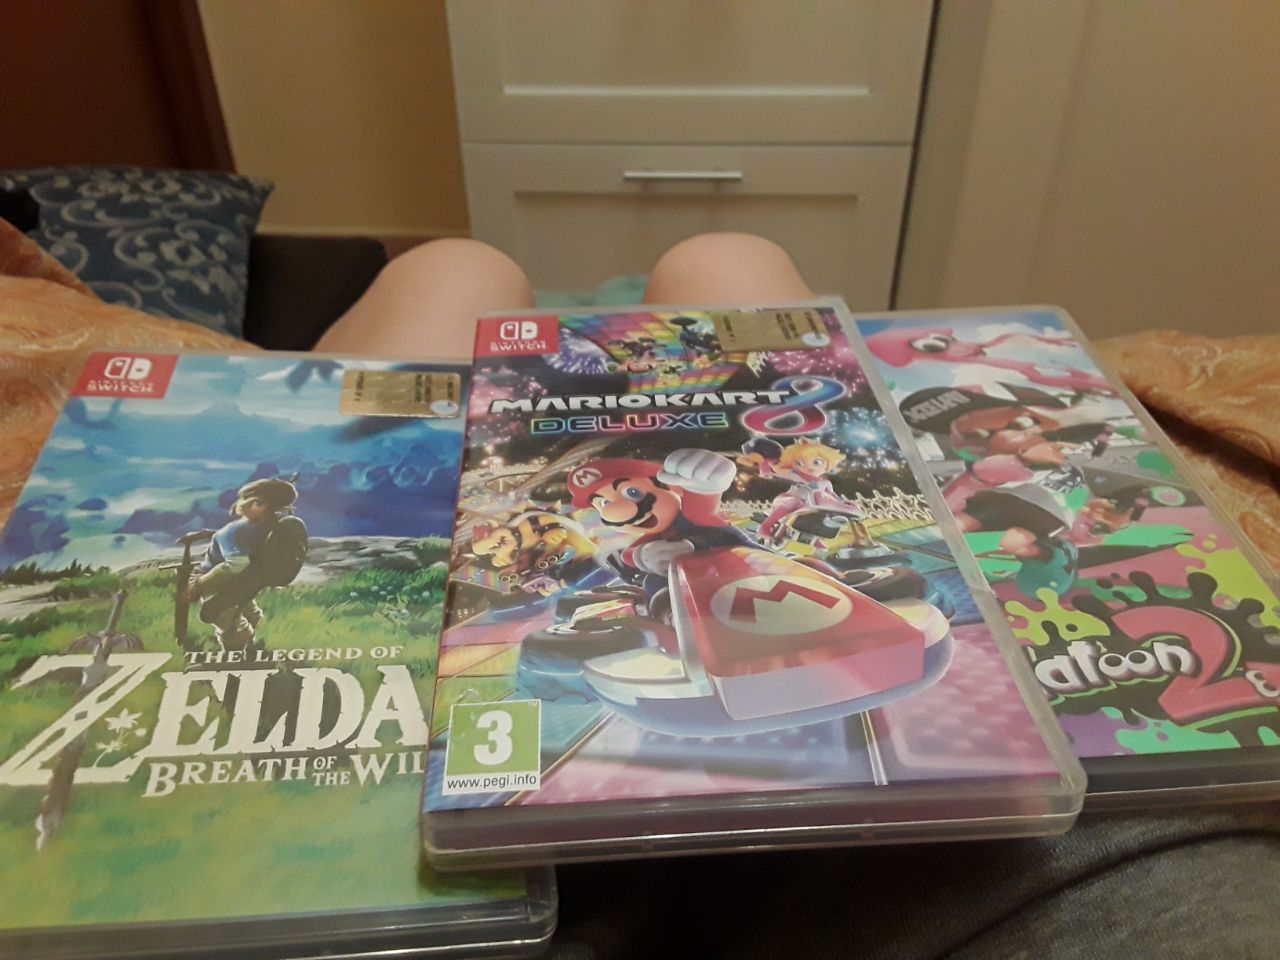 NINTENDO
SWITCH
THE LEGEND OF
ZELDA
BREATH OF THE WIL
NINTENDO
SWITCH
MARIOKART 8
DELUXE
M
M
3
www.pegi.info
atoon 2